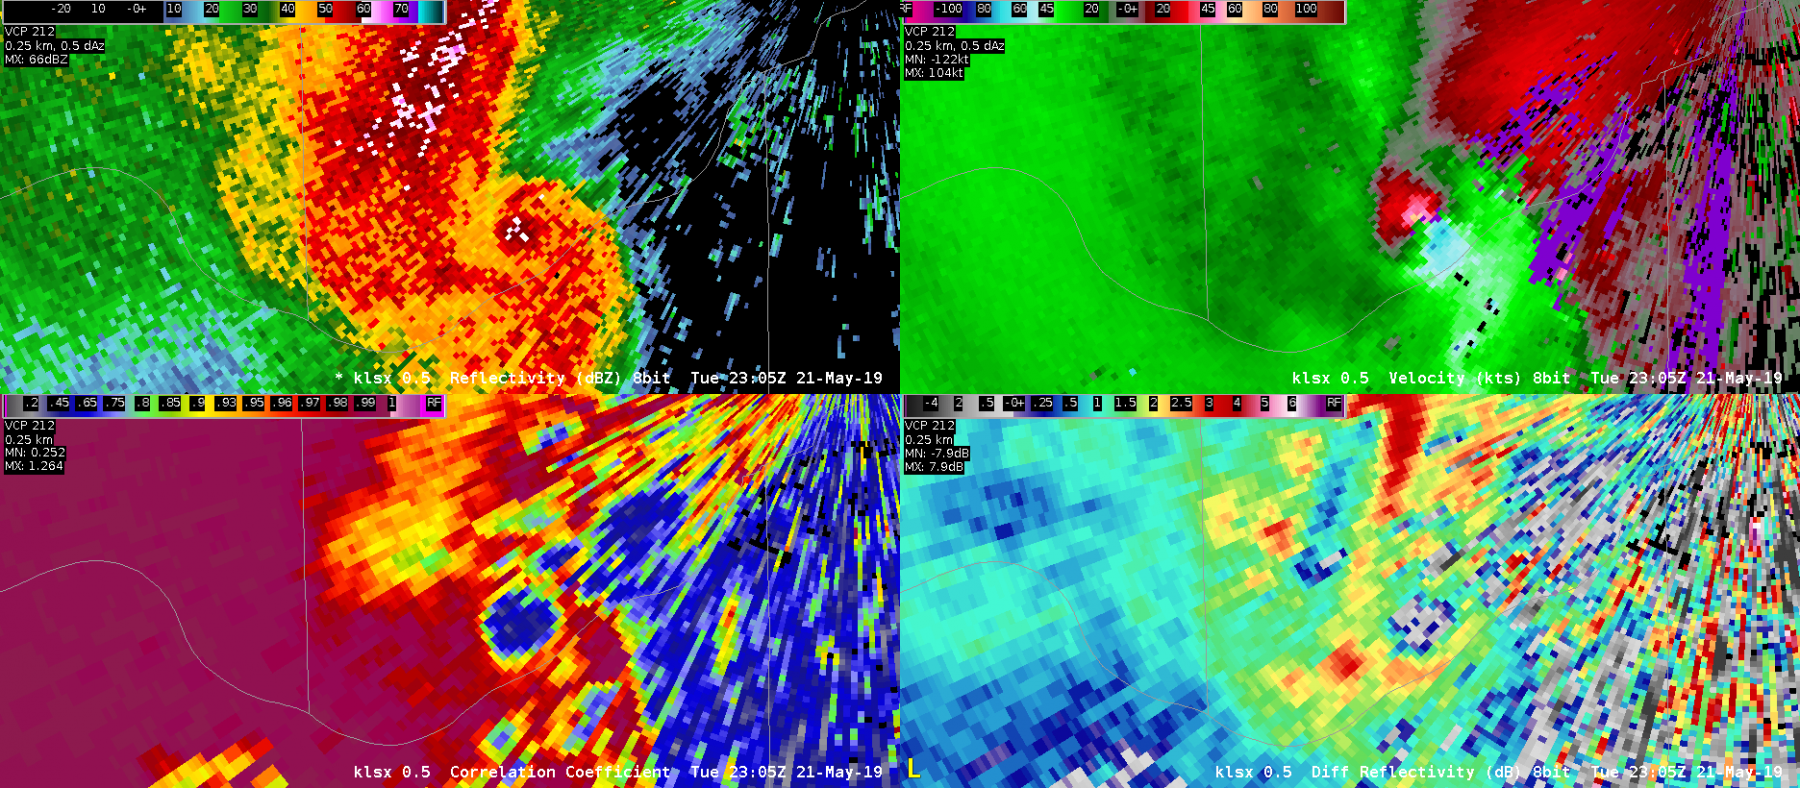 -20 10 -0+ 10 20 30 40 50 60 70
VCP 212
0.25 km, 0.5 dAz
MX: 66dBZ
* klsx 0.5 Reflectivity (dBZ) 8bit Tue 23:05Z 21-May-19
RF -100 80 60 45 20 -0+ 20 45 60 80 100
VCP 212
0.25 km, 0.5 dAz
MN: -122kt
MX: 104kt
klsx 0.5 Velocity (kts) 8bit Tue 23:05Z 21-May-19
.2 .45 .65 .75 .8 .85 .9 .93 .95 .96 .97 .98 .99 1 RF
VCP 212
0.25 km
MN: 0.252
MX: 1.264
klsx 0.5 Correlation Coefficient Tue 23:05Z 21-May-19
-4 2 .5 -0+ .25 .5 1 1.5 2 2.5 3 4 5 6 RF
VCP 212
0.25 km
MN: -7.9dB
MX: 7.9dB
L
klsx 0.5 Diff Reflectivity (dB) 8bit Tue 23:05Z 21-May-19